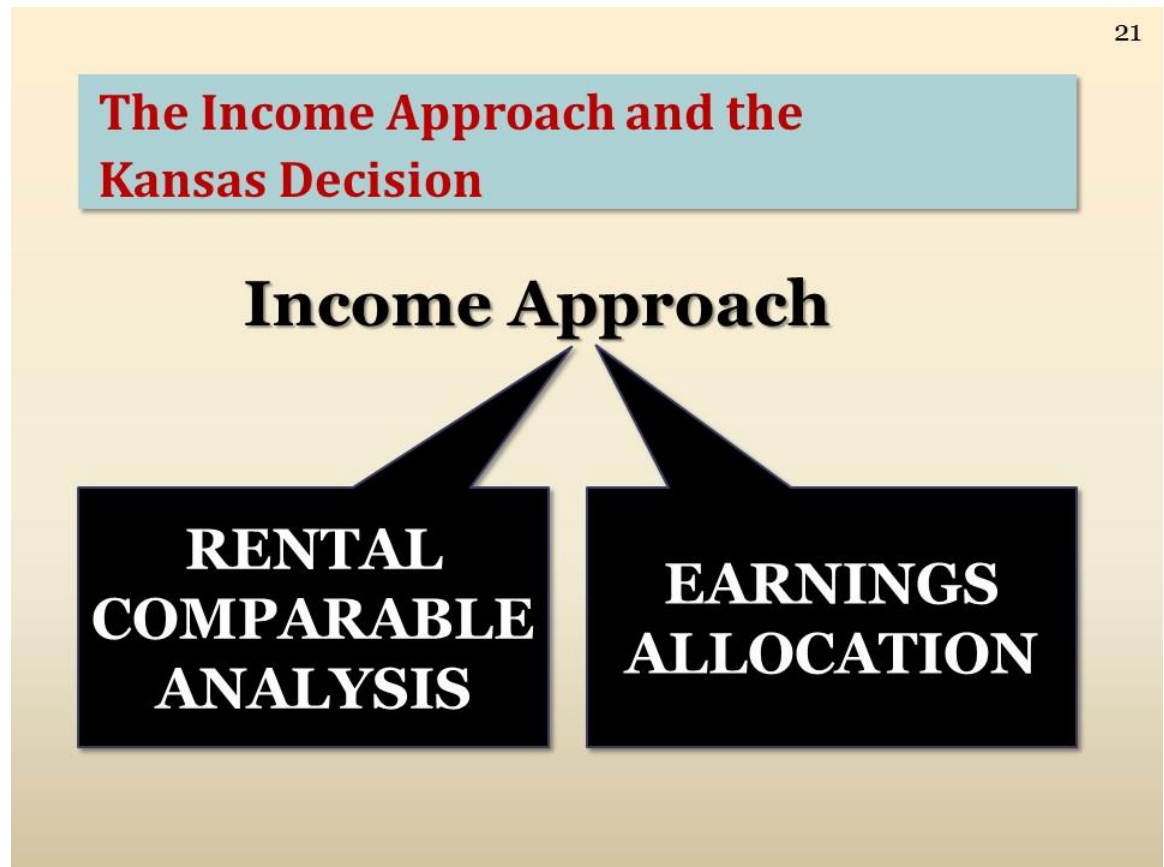 21
The Income Approach and the
Kansas Decision
Income Approach
RENTAL
COMPARABLE
ANALYSIS
EARNINGS
ALLOCATION